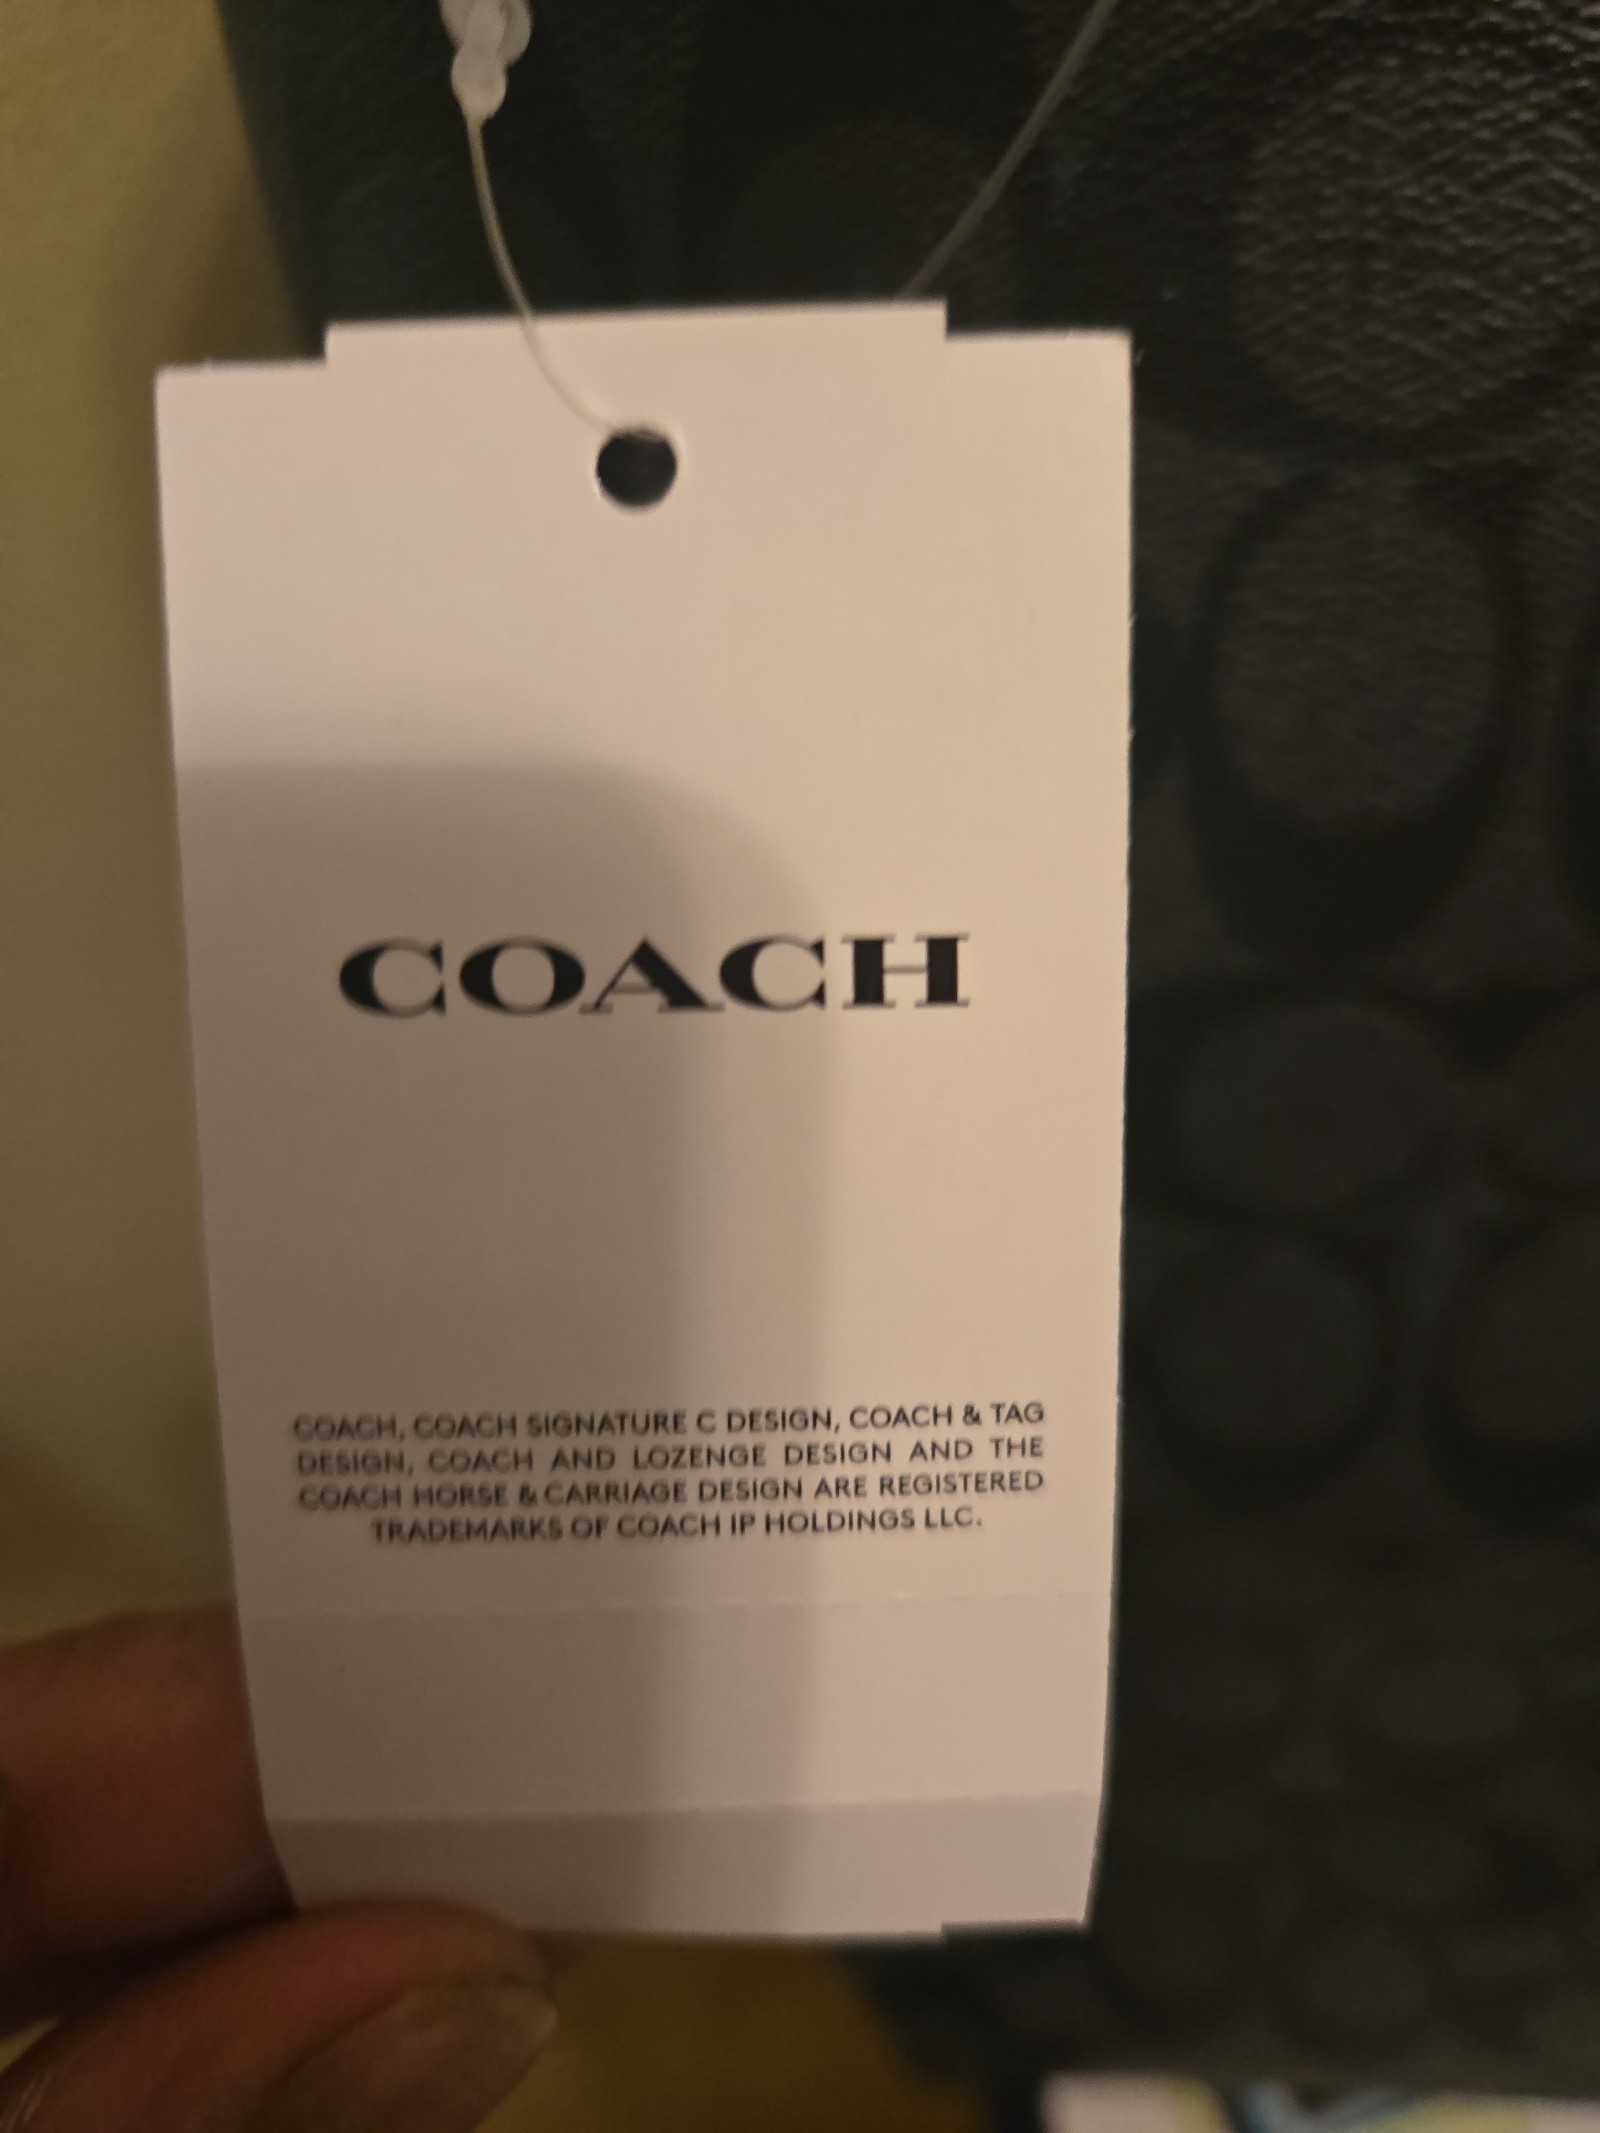 COACH
COACH, COACH SIGNATURE C DESIGN, COACH & TAG
DESIGN, COACH AND LOZENGE DESIGN AND THE
COACH HORSE & CARRIAGE DESIGN ARE REGISTERED
TRADEMARKS OF COACH IP HOLDINGS LLC.